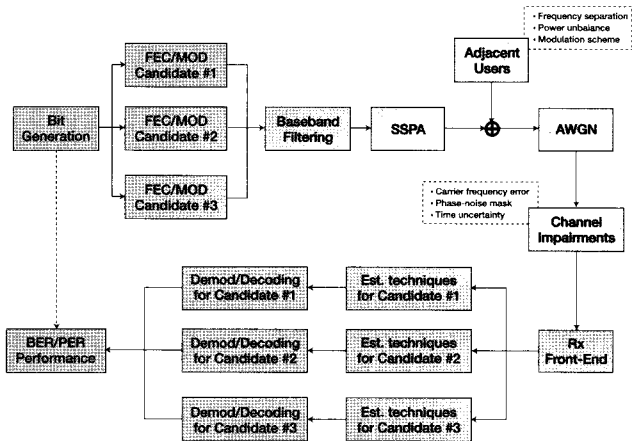 • Frequency separation
• Power unbalance
• Modulation scheme
FEC/MOD
Candidate #1
Adjacent
Users
Bit
Generation
FEC/MOD
Candidate #2
Baseband
Filtering
SSPA
AWGN
FEC/MOD
Candidate #3
• Carrier frequency error
• Phase-noise mask
• Time uncertainty
Channel
Impairments
Demod/Decoding
for Candidate #1
Est. techniques
for Candidate #1
BER/PER
Performance
Demod/Decoding
for Candidate #2
Est. techniques
for Candidate #2
Rx
Front-End
Demod/Decoding
for Candidate #3
Est. techniques
for Candidate #3